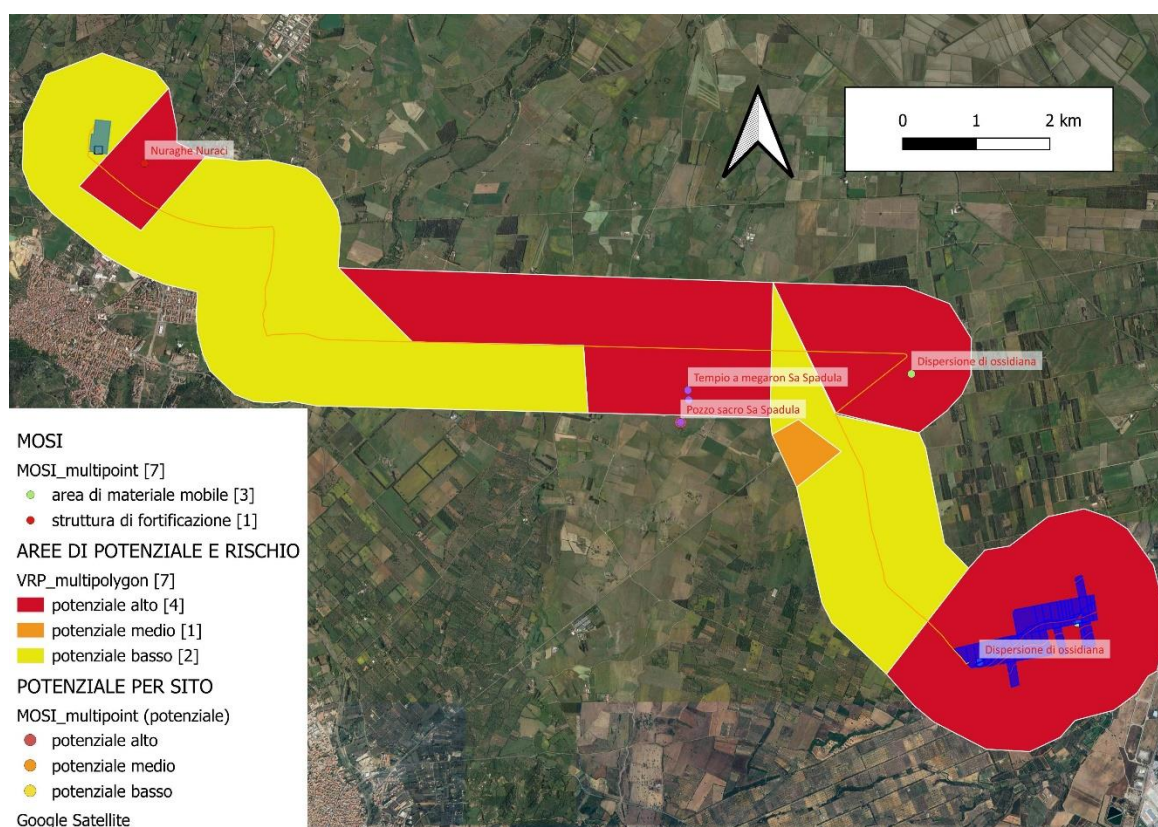 0 1 2 km
Nuraghe Nuraci
Dispersione di ossidiana
Tempio a megaron Sa Spadula
Pozzo sacro Sa Spadula
Dispersione di ossidiana
MOSI
MOSI_multipoint [7]
area di materiale mobile [3]
struttura di fortificazione [1]
AREE DI POTENZIALE E RISCHIO
VRP_multipolygon [7]
potenziale alto [4]
potenziale medio [1]
potenziale basso [2]
POTENZIALE PER SITO
MOSI_multipoint (potenziale)
potenziale alto
potenziale medio
potenziale basso
Google Satellite